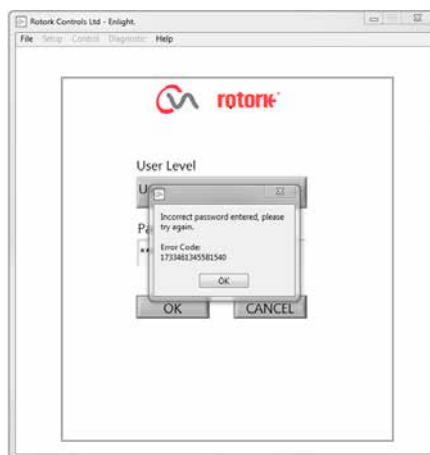 Rotork Controls Ltd - Enlight.
File Setup Control Diagnostic Help
rotork
User Level
U
Incorrect password entered, please
try again.
Pa
Error Code:
1733461345581540
**
OK
OK CANCEL